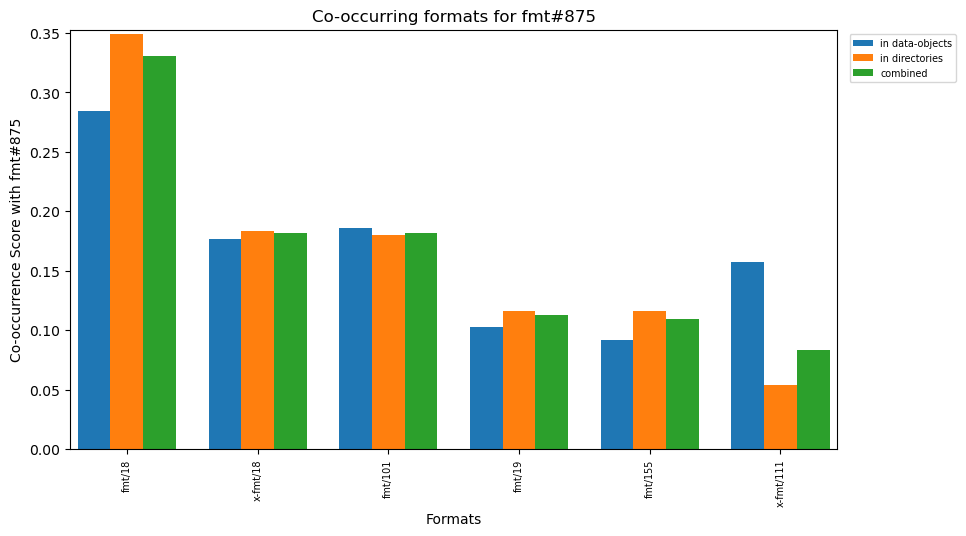 Co-occurring formats for fmt#875
Co-occurrence Score with fmt#875
0.35
0.30
0.25
0.20
0.15
0.10
0.05
0.00
fmt/18
x-fmt/18
fmt/101
fmt/19
fmt/155
x-fmt/111
Formats
in data-objects
in directories
combined